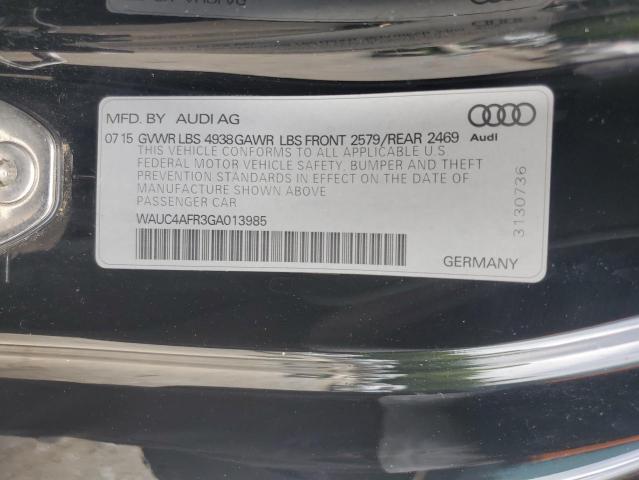 MFD. BY AUDI AG
07 15 GVWR LBS 4938 GAWR LBS FRONT 2579/REAR 2469
Audi
THIS VEHICLE CONFORMS TO ALL APPLICABLE U.S
FEDERAL MOTOR VEHICLE SAFETY, BUMPER AND THEFT
PREVENTION STANDARDS IN EFFECT ON THE DATE OF
MANUFACTURE SHOWN ABOVE
PASSENGER CAR
WAUC4AFR3GA013985
3130736
GERMANY